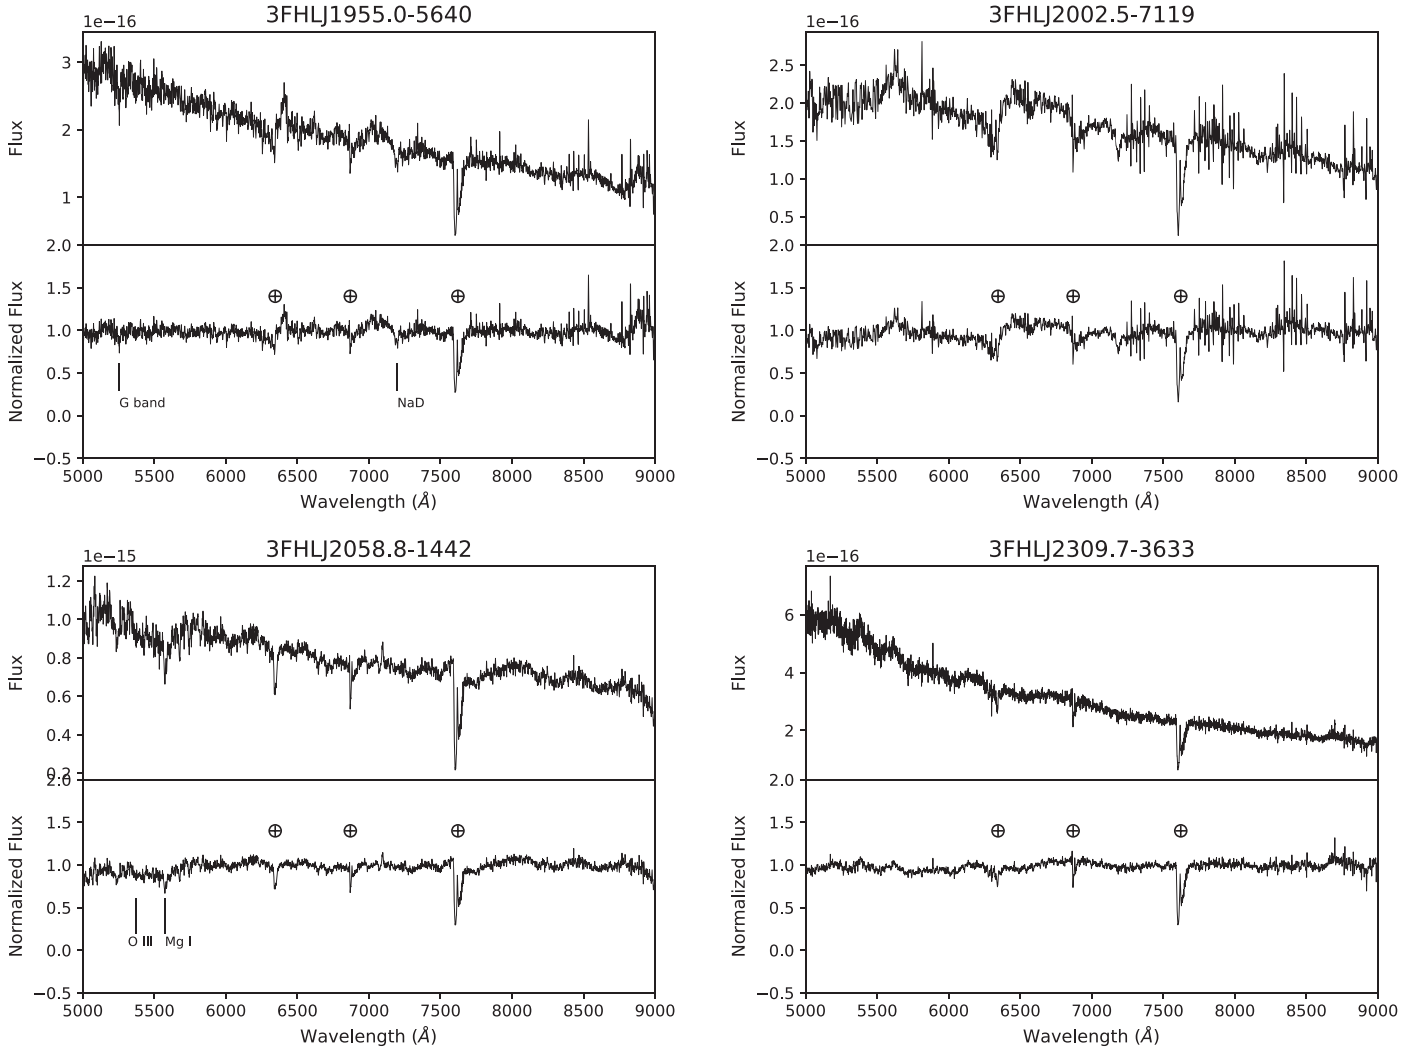 3FHLJ1955.0-5640
1e−16
Flux
3
2
1
Normalized Flux
2.0
1.5
1.0
0.5
0.0
−0.5
⊕ ⊕ ⊕
G band
NaD
5000 5500 6000 6500 7000 7500 8000 8500 9000
Wavelength (Å)
3FHLJ2002.5-7119
1e−16
Flux
2.5
2.0
1.5
1.0
0.5
Normalized Flux
2.0
1.5
1.0
0.5
0.0
−0.5
⊕ ⊕ ⊕
5000 5500 6000 6500 7000 7500 8000 8500 9000
Wavelength (Å)
3FHLJ2058.8-1442
1e−15
Flux
1.2
1.0
0.8
0.6
0.4
0.2
Normalized Flux
2.0
1.5
1.0
0.5
0.0
−0.5
⊕ ⊕ ⊕
O III
Mg I
5000 5500 6000 6500 7000 7500 8000 8500 9000
Wavelength (Å)
3FHLJ2309.7-3633
1e−16
Flux
6
4
2
Normalized Flux
2.0
1.5
1.0
0.5
0.0
−0.5
⊕ ⊕ ⊕
5000 5500 6000 6500 7000 7500 8000 8500 9000
Wavelength (Å)